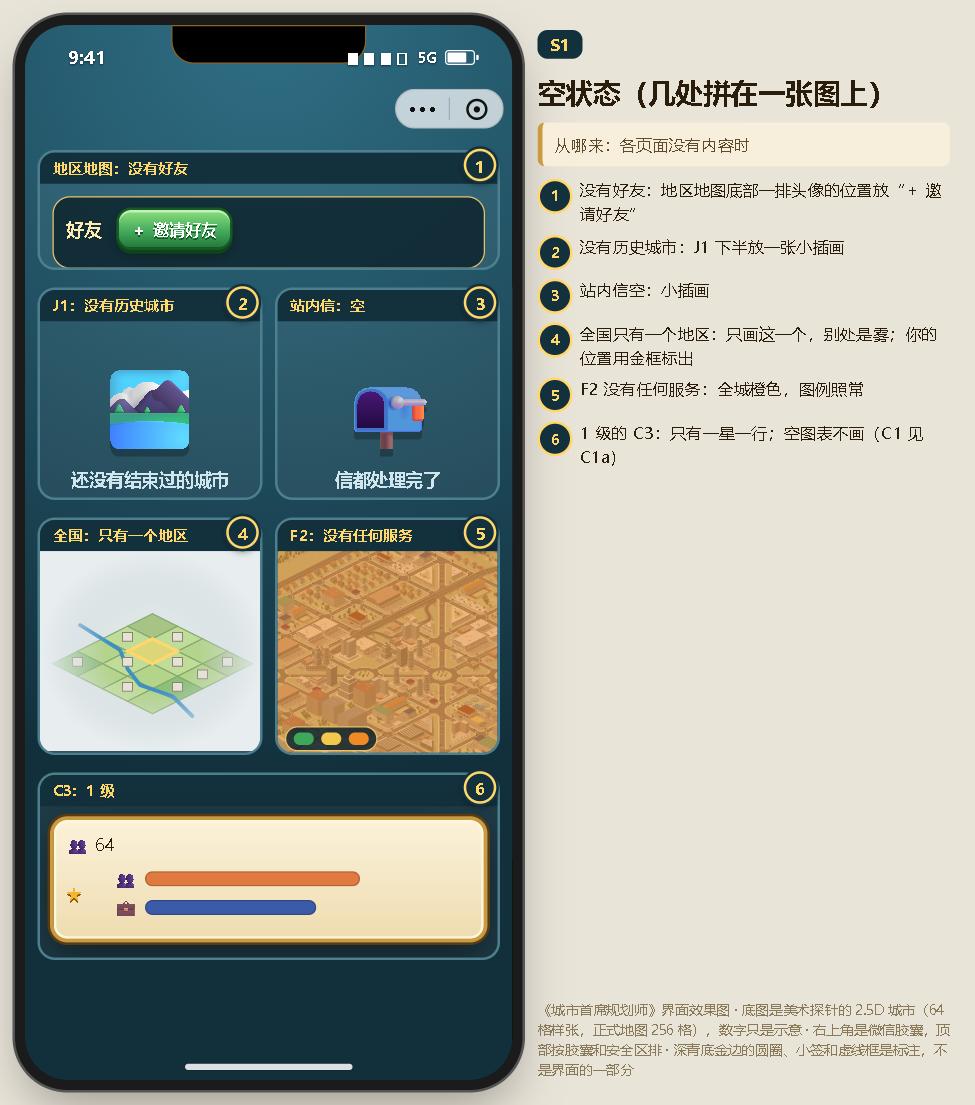 9:41
5G
地区地图：没有好友
1
好友
+ 邀请好友
J1：没有历史城市
2
站内信：空
3
还没有结束过的城市
信都处理完了
全国：只有一个地区
4
F2：没有任何服务
5
C3：1 级
6
64
S1
空状态（几处拼在一张图上）
从哪来：各页面没有内容时
1
没有好友：地区地图底部一排头像的位置放“+ 邀
请好友”
2
没有历史城市：J1 下半放一张小插画
3
站内信空：小插画
4
全国只有一个地区：只画这一个，别处是雾；你的
位置用金框标出
5
F2 没有任何服务：全城橙色，图例照常
6
1 级的 C3：只有一星一行；空图表不画（C1 见
C1a）
《城市首席规划师》界面效果图 · 底图是美术探针的 2.5D 城市（64
格样张，正式地图 256 格），数字只是示意 · 右上角是微信胶囊，顶
部按胶囊和安全区排 · 深青底金边的圆圈、小签和虚线框是标注，不
是界面的一部分